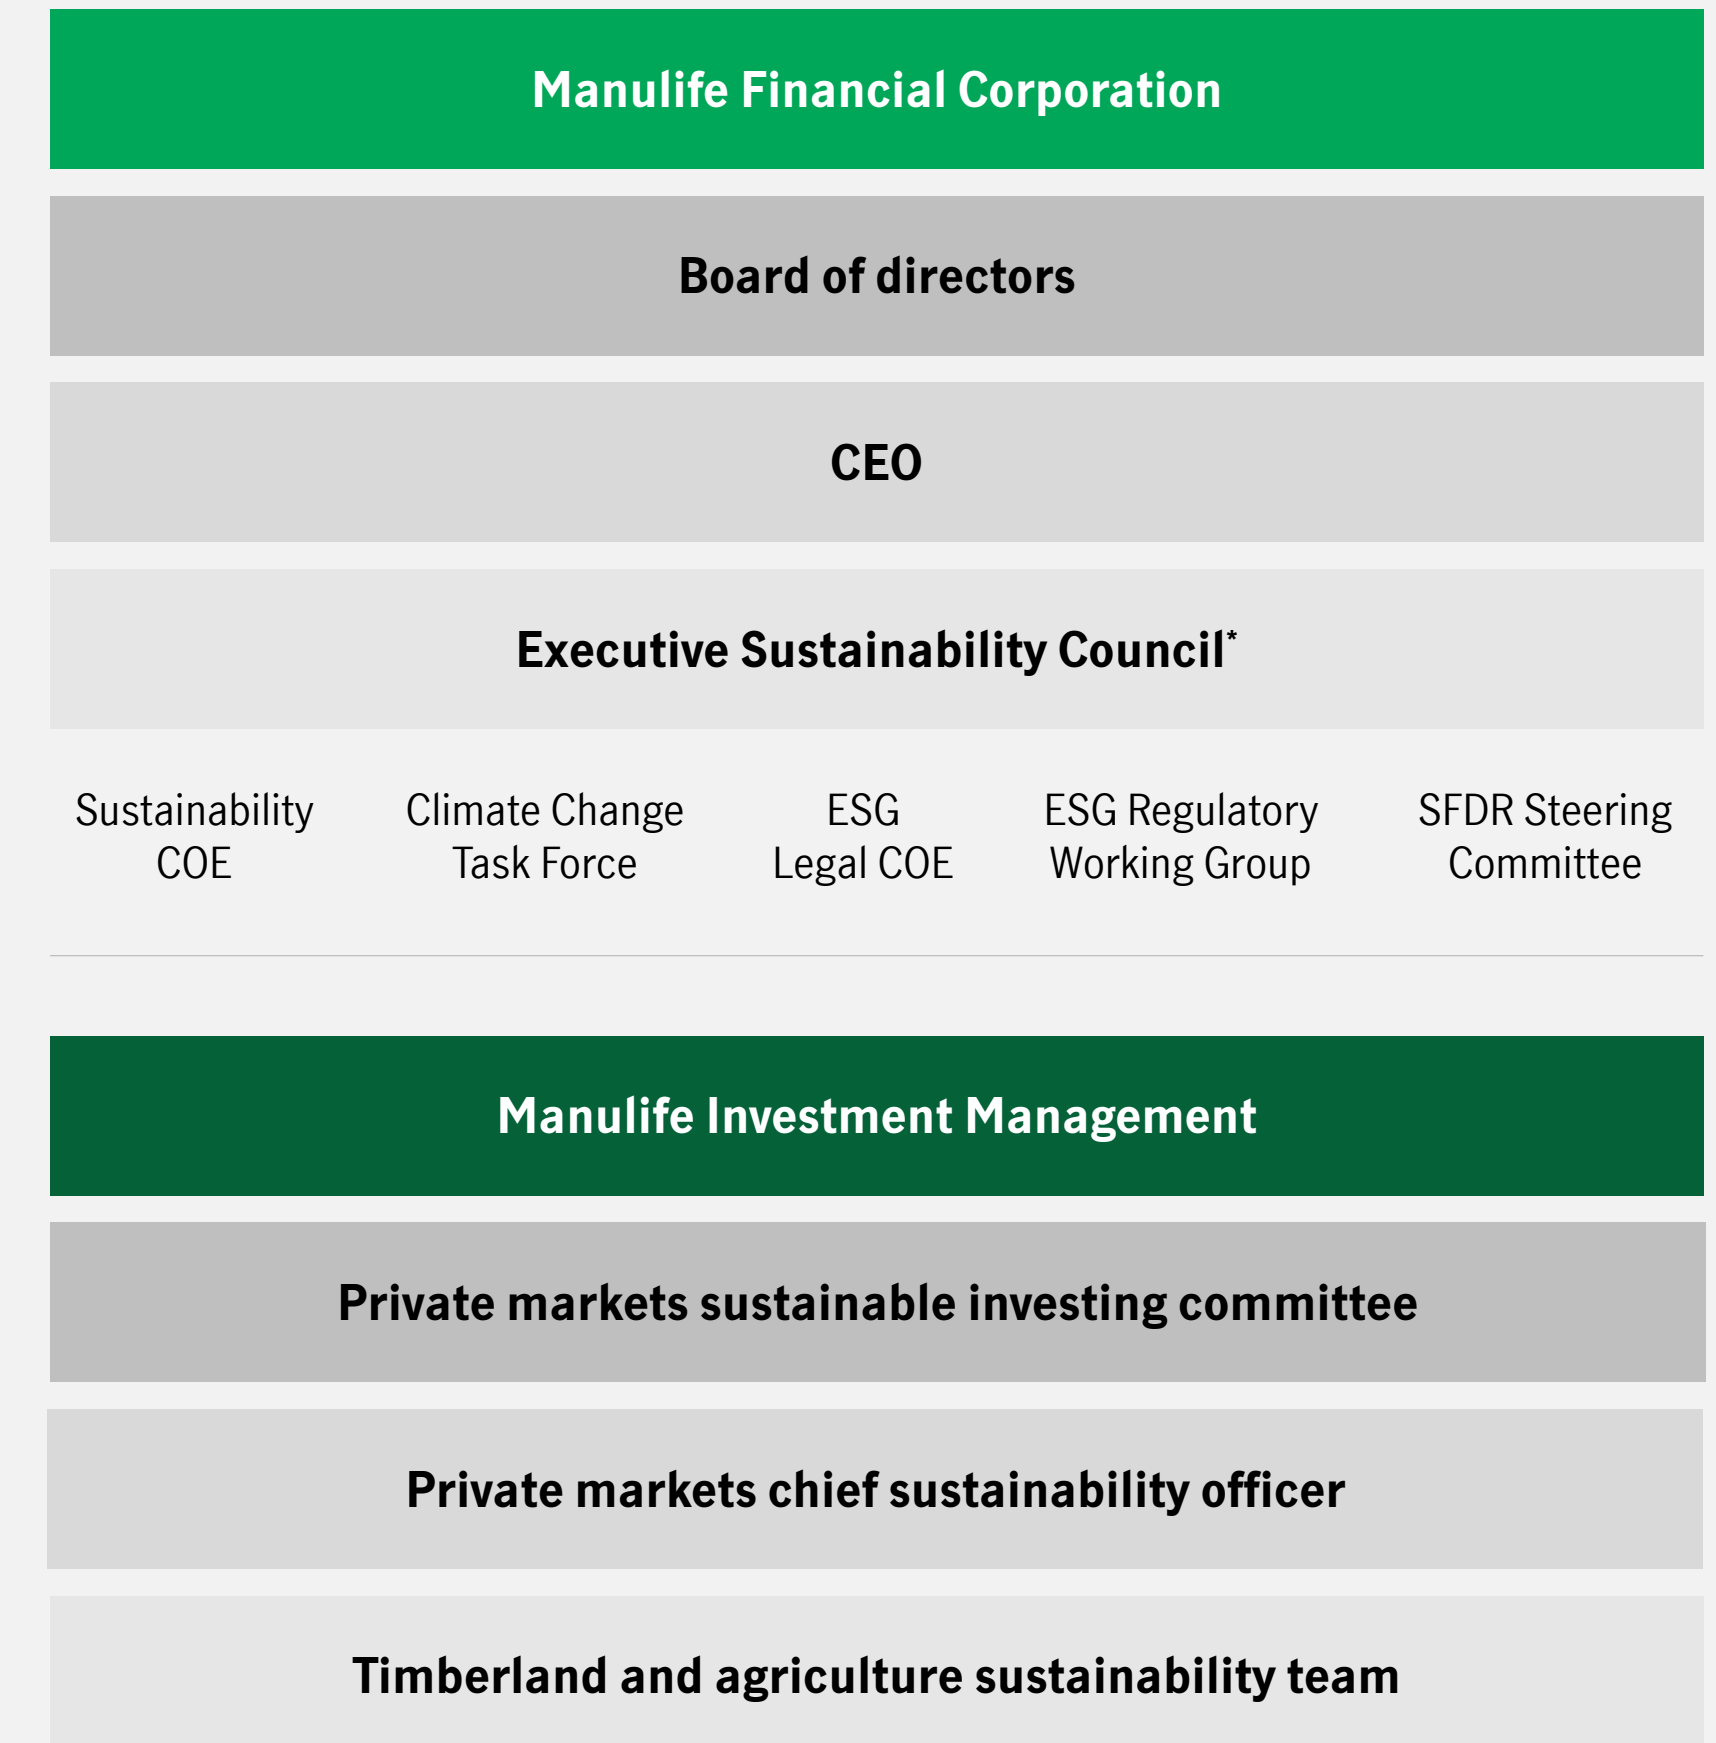 Manulife Financial Corporation
Board of directors
CEO
Executive Sustainability Council*
Sustainability
COE
Climate Change
Task Force
ESG
Legal COE
ESG Regulatory
Working Group
SFDR Steering
Committee
Manulife Investment Management
Private markets sustainable investing committee
Private markets chief sustainability officer
Timberland and agriculture sustainability team